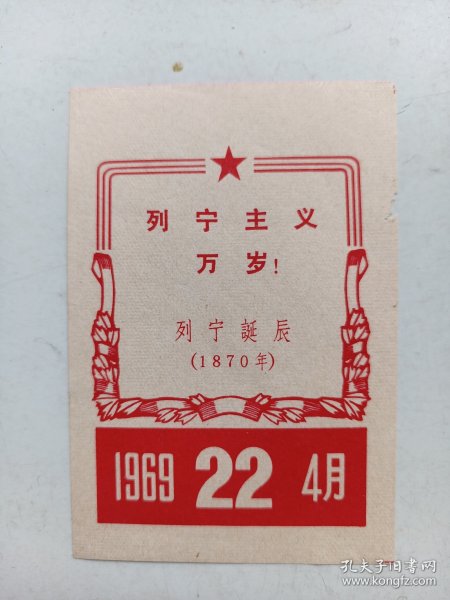 列宁主义
万岁！
列宁誕辰
(1870年)
1969 22 4月
孔夫子旧书网
www.kongfz.com